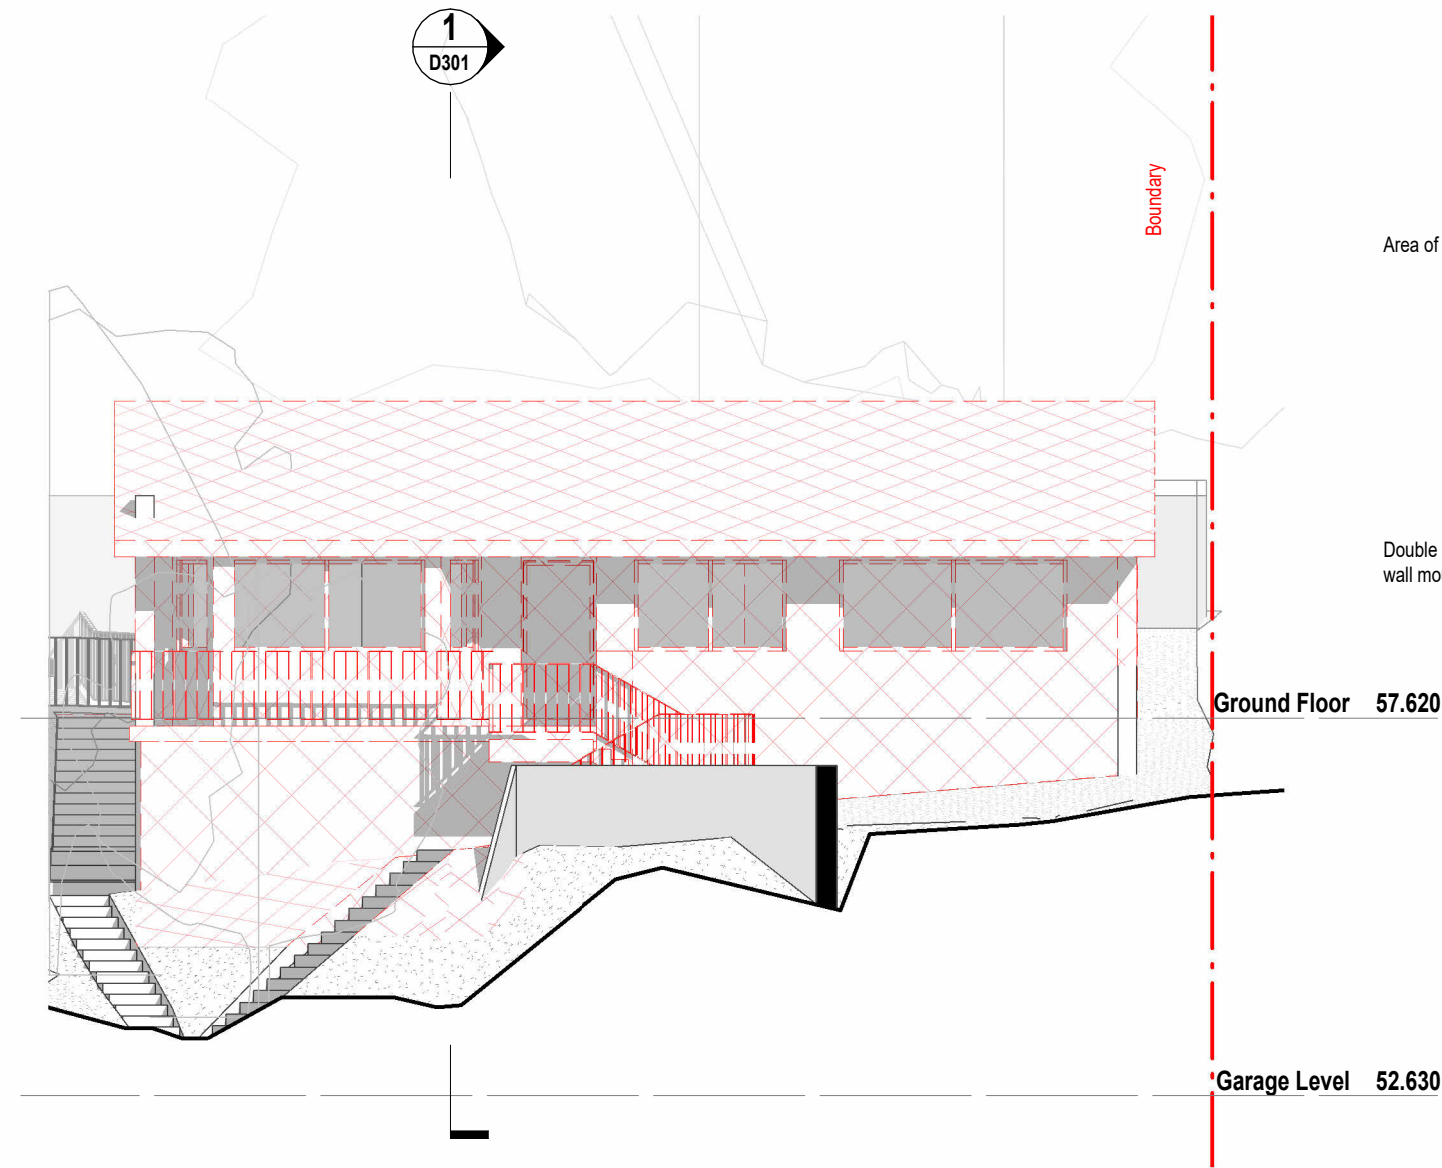 1
D301
Boundary
Area of
Double
wall mo
Ground Floor 57.620
Garage Level 52.630